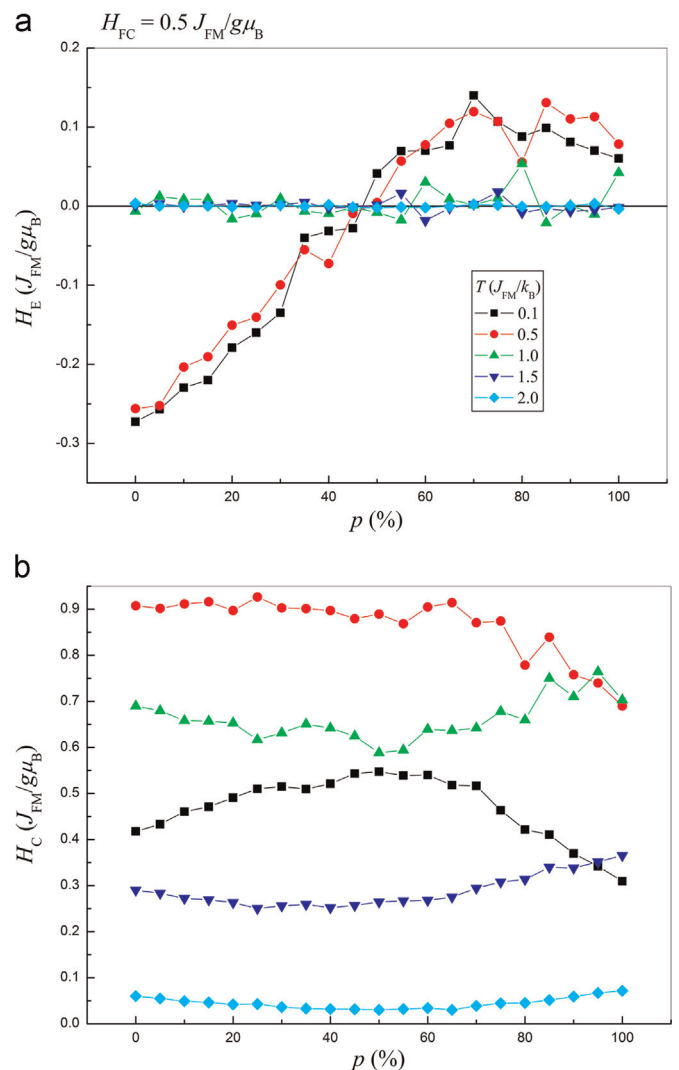 a
H_FC = 0.5 J_FM/gμ_B
0.2
0.1
0.0
-0.1
-0.2
-0.3
H_E (J_FM/gμ_B)
T (J_FM/k_B)
0.1
0.5
1.0
1.5
2.0
0 20 40 60 80 100
p (%)
b
0.9
0.8
0.7
0.6
0.5
0.4
0.3
0.2
0.1
0.0
H_C (J_FM/gμ_B)
0 20 40 60 80 100
p (%)